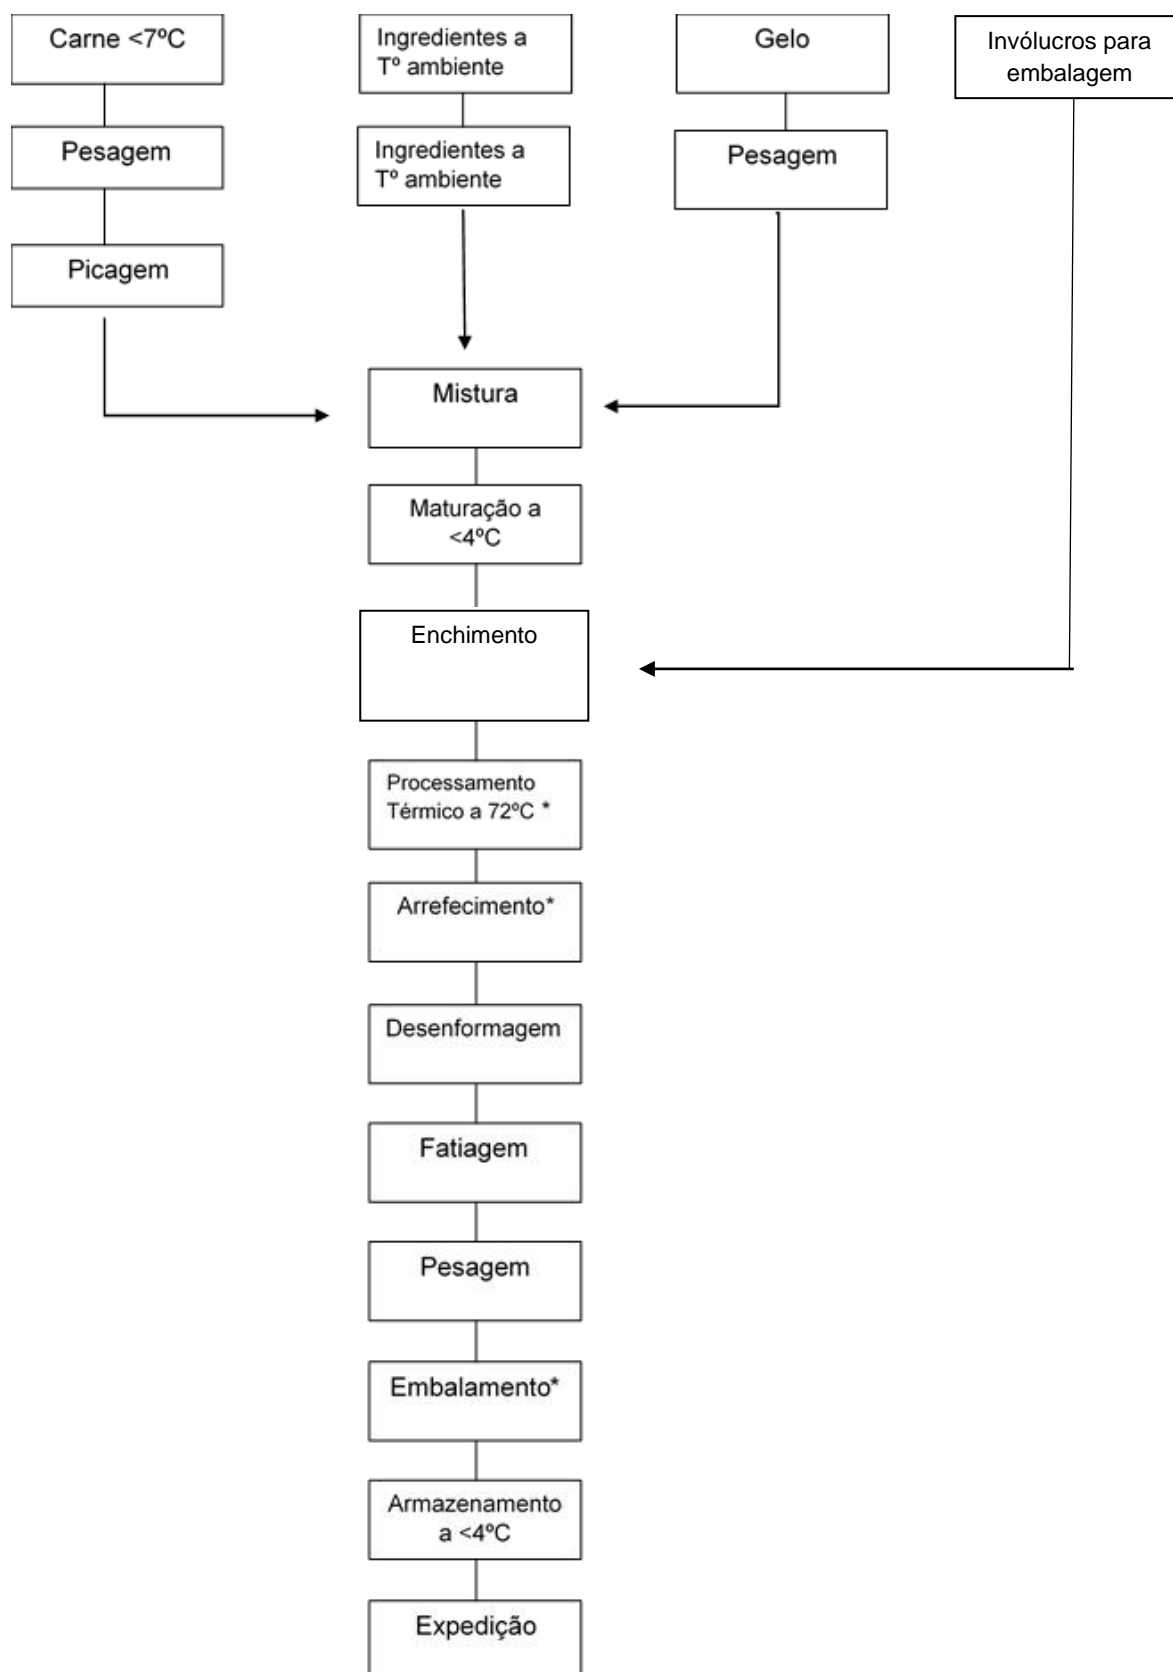 Carne <7ºC
Ingredientes a
Tº ambiente
Gelo
Invólucros para
embalagem
Pesagem
Ingredientes a
Tº ambiente
Pesagem
Picagem
Mistura
Maturação a
<4ºC
Enchimento
Processamento
Térmico a 72ºC *
Arrefecimento*
Desenformagem
Fatiagem
Pesagem
Embalamento*
Armazenamento
a <4ºC
Expedição